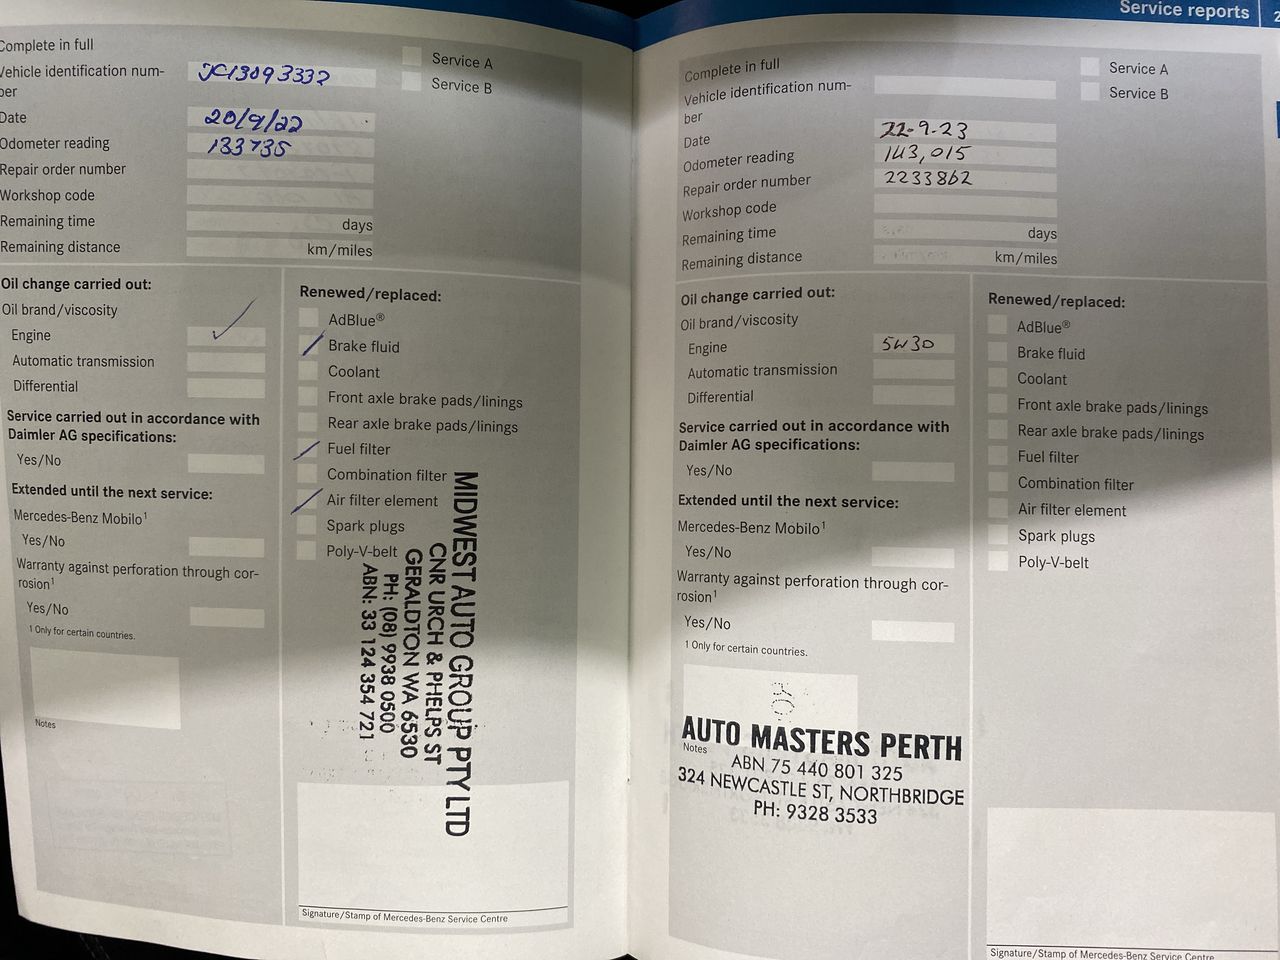 Service reports
2
Complete in full
Service A
Vehicle identification num-
ber
JC13093332
Service B
Date
20/9/22
Odometer reading
133735
Repair order number
Workshop code
Remaining time
days
Remaining distance
km/miles
Oil change carried out:
Oil brand/viscosity
Engine
Automatic transmission
Differential
Service carried out in accordance with
Daimler AG specifications:
Yes/No
Extended until the next service:
Mercedes-Benz Mobilo¹
Yes/No
Warranty against perforation through cor-
rosion¹
Yes/No
1 Only for certain countries.
Notes
Renewed/replaced:
AdBlue®
Brake fluid
Coolant
Front axle brake pads/linings
Rear axle brake pads/linings
Fuel filter
Combination filter
Air filter element
Spark plugs
Poly-V-belt
MIDWEST AUTO GROUP PTY LTD
CNR URCH & PHELPS ST
GERALDTON WA 6530
PH: (08) 9938 0500
ABN: 33 124 354 721
Signature/Stamp of Mercedes-Benz Service Centre
Complete in full
Service A
Vehicle identification num-
ber
Service B
Date
22-9-23
Odometer reading
143,015
Repair order number
2233862
Workshop code
Remaining time
days
Remaining distance
km/miles
Oil change carried out:
Oil brand/viscosity
Engine
5W30
Automatic transmission
Differential
Service carried out in accordance with
Daimler AG specifications:
Yes/No
Extended until the next service:
Mercedes-Benz Mobilo¹
Yes/No
Warranty against perforation through cor-
rosion¹
Yes/No
1 Only for certain countries.
AUTO MASTERS PERTH
Notes
ABN 75 440 801 325
324 NEWCASTLE ST, NORTHBRIDGE
PH: 9328 3533
Renewed/replaced:
AdBlue®
Brake fluid
Coolant
Front axle brake pads/linings
Rear axle brake pads/linings
Fuel filter
Combination filter
Air filter element
Spark plugs
Poly-V-belt
Signature/Stamp of Mercedes-Benz Service Centre